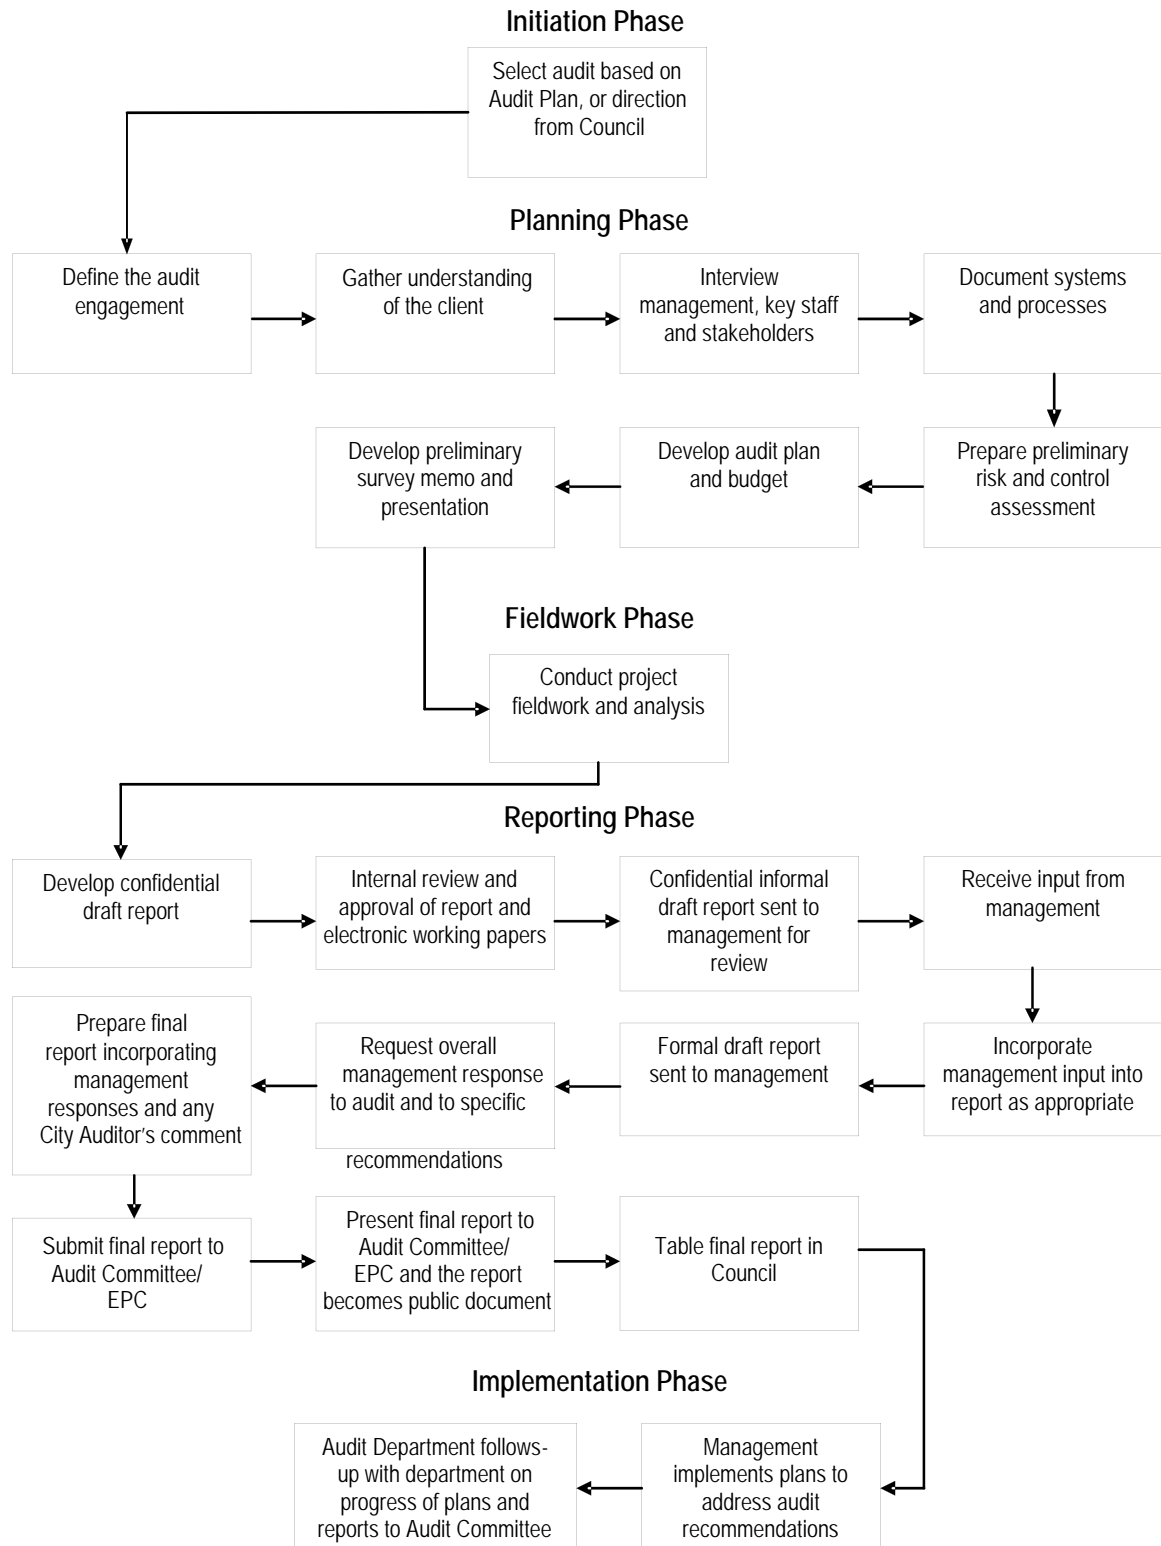 Initiation Phase
Select audit based on
Audit Plan, or direction
from Council
Planning Phase
Define the audit
engagement
Gather understanding
of the client
Interview
management, key staff
and stakeholders
Document systems
and processes
Develop preliminary
survey memo and
presentation
Develop audit plan
and budget
Prepare preliminary
risk and control
assessment
Fieldwork Phase
Conduct project
fieldwork and analysis
Reporting Phase
Develop confidential
draft report
Internal review and
approval of report and
electronic working papers
Confidential informal
draft report sent to
management for
review
Receive input from
management
Prepare final
report incorporating
management
responses and any
City Auditor's comment
Request overall
management response
to audit and to specific
recommendations
Formal draft report
sent to management
Incorporate
management input into
report as appropriate
Submit final report to
Audit Committee/
EPC
Present final report to
Audit Committee/
EPC and the report
becomes public document
Table final report in
Council
Implementation Phase
Audit Department follows-
up with department on
progress of plans and
reports to Audit Committee
Management
implements plans to
address audit
recommendations